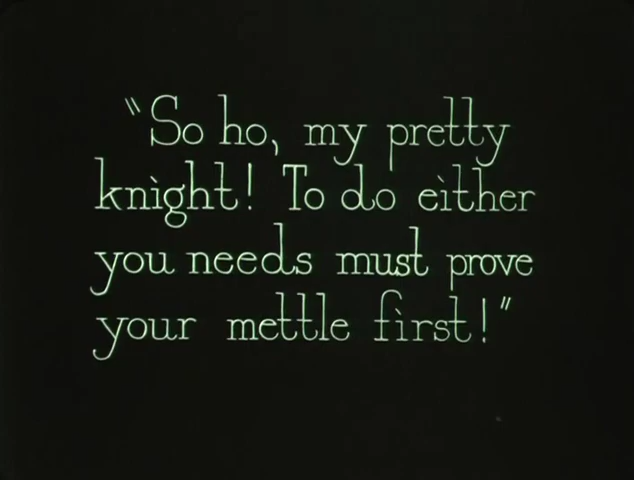 “So ho, my pretty
knight! To do either
you needs must prove
your mettle first!”